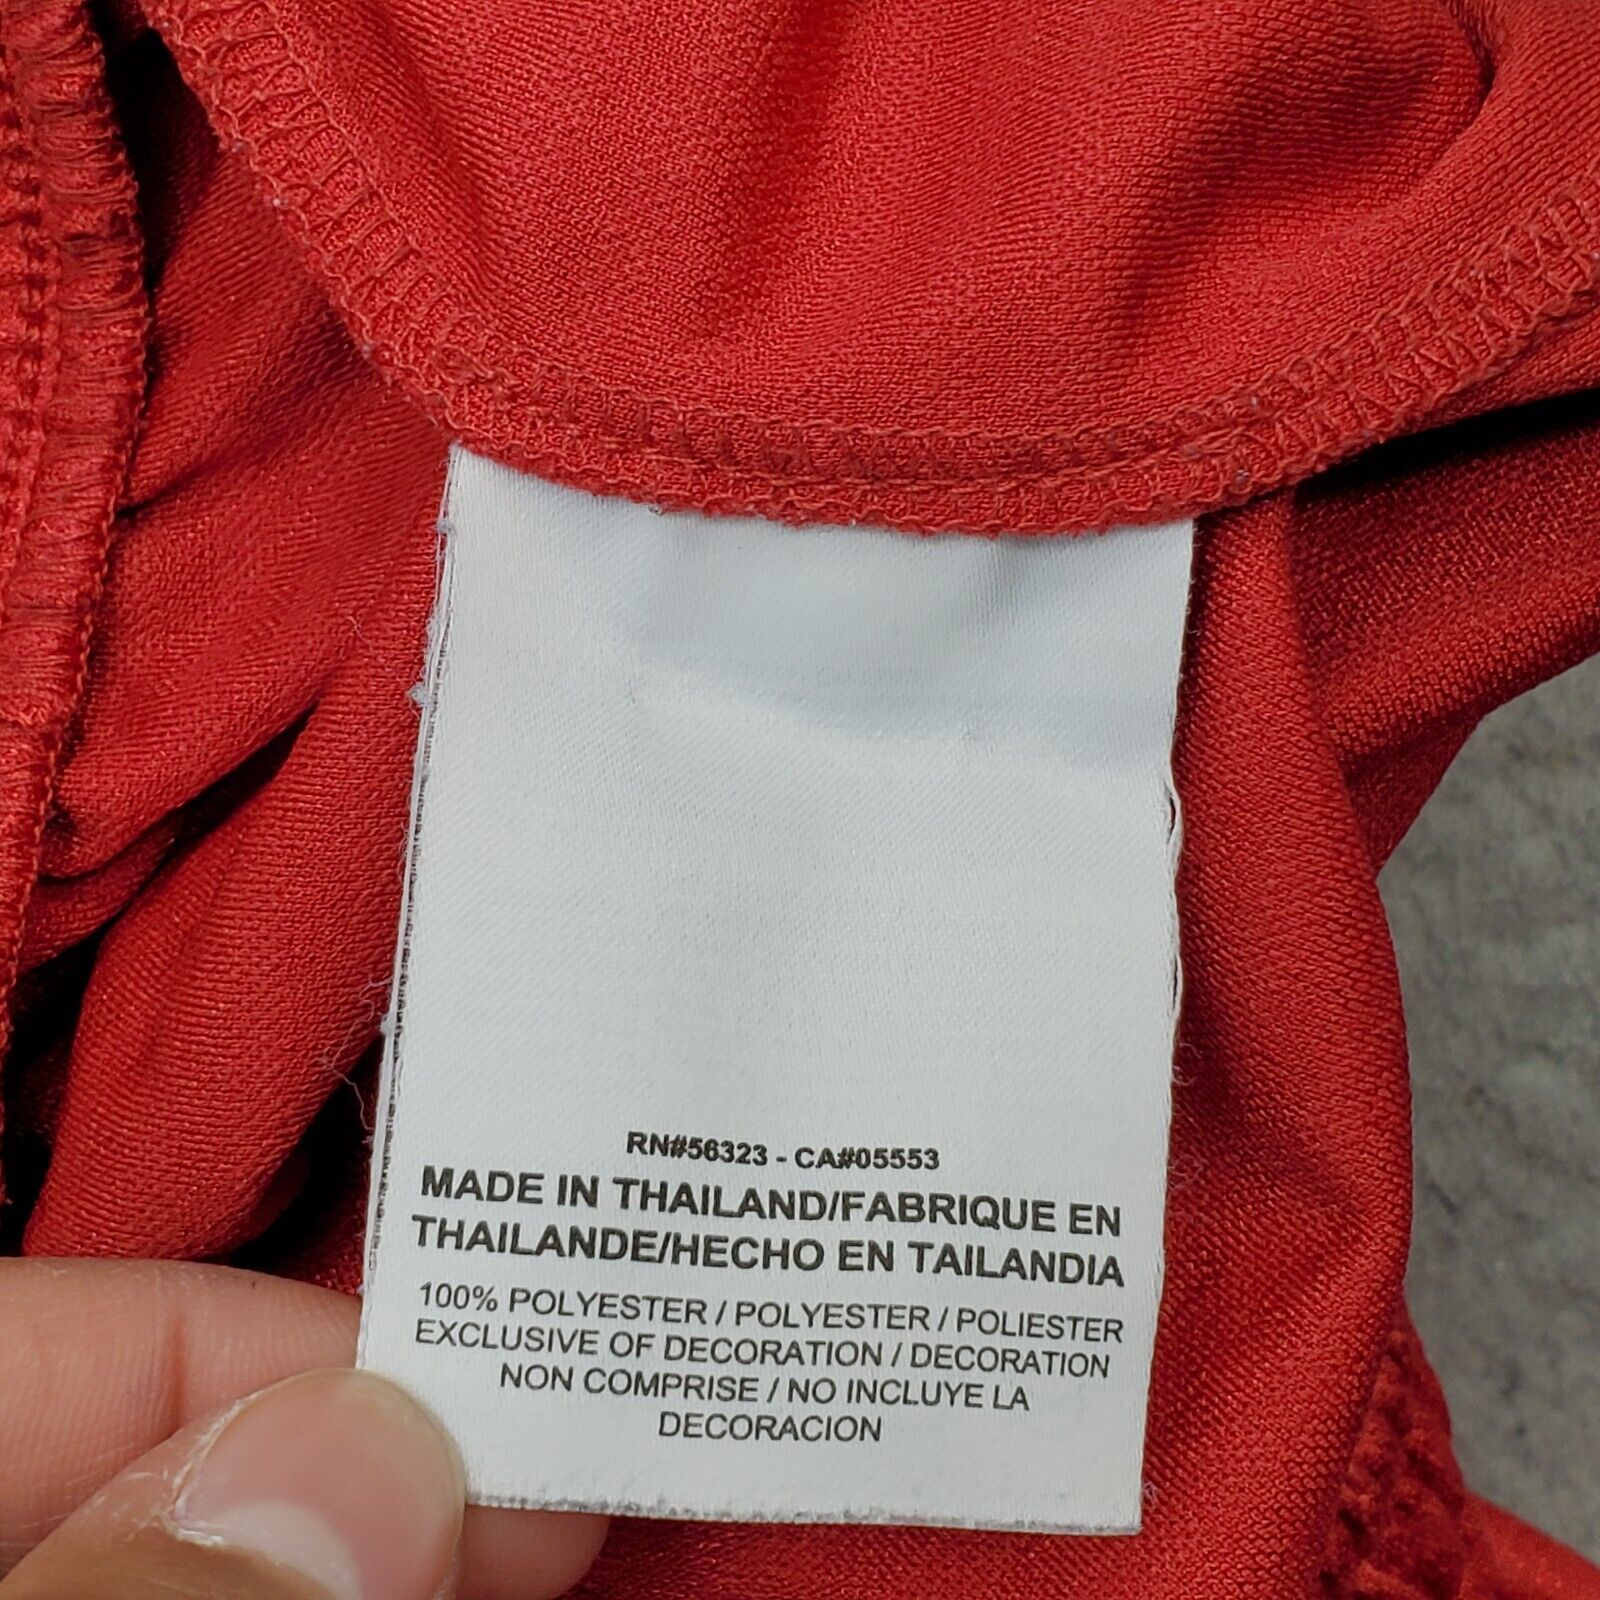 RN#56323 - CA#05553
MADE IN THAILAND/FABRIQUE EN
THAILANDE/HECHO EN TAILANDIA
100% POLYESTER / POLYESTER / POLIESTER
EXCLUSIVE OF DECORATION / DECORATION
NON COMPRISE / NO INCLUYE LA
DECORACION